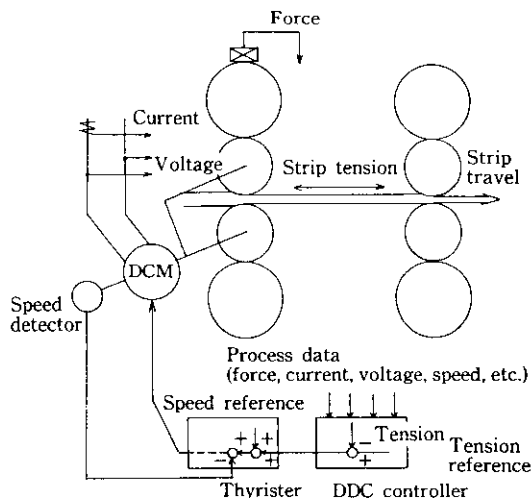 Force
Current
Voltage
Strip tension
Strip
travel
DCM
Speed
detector
Process data
(force, current, voltage, speed, etc.)
Speed reference
+
+
+
−
−
+
Tension
Tension
reference
Thyrister
DDC controller